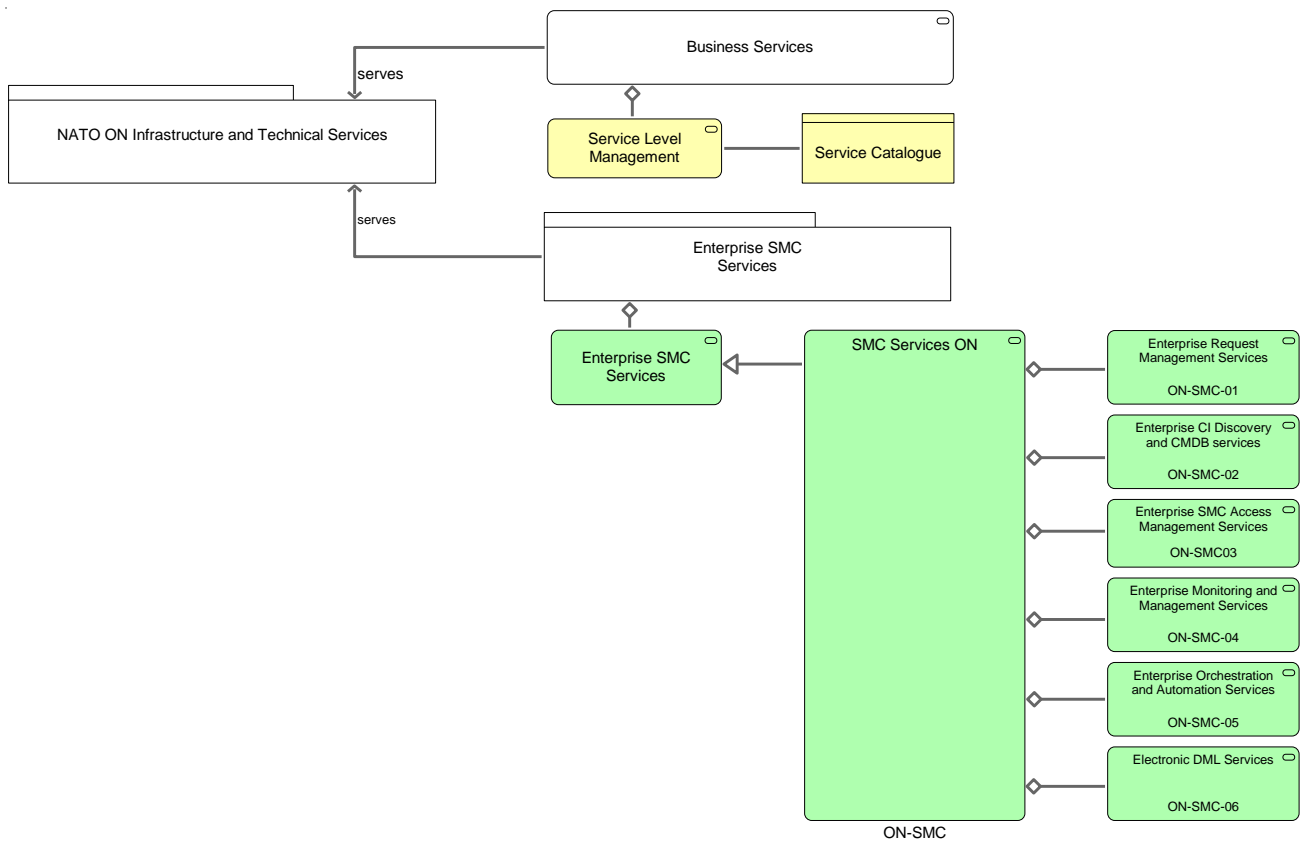 Business Services
serves
NATO ON Infrastructure and Technical Services
Service Level
Management
Service Catalogue
serves
Enterprise SMC
Services
Enterprise SMC
Services
SMC Services ON
Enterprise Request
Management Services
ON-SMC-01
Enterprise CI Discovery
and CMDB services
ON-SMC-02
Enterprise SMC Access
Management Services
ON-SMC03
Enterprise Monitoring and
Management Services
ON-SMC-04
Enterprise Orchestration
and Automation Services
ON-SMC-05
Electronic DML Services
ON-SMC-06
ON-SMC